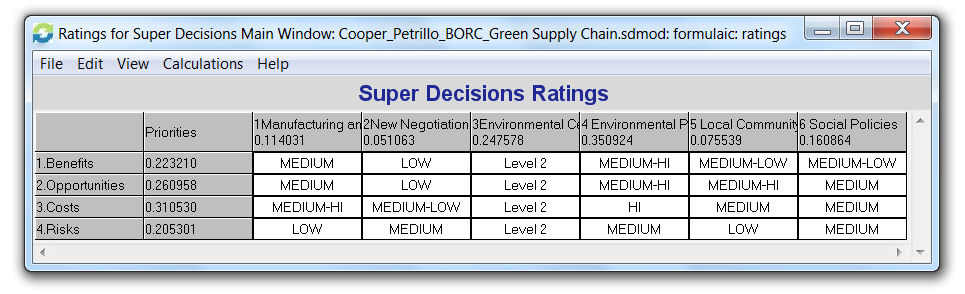 Ratings for Super Decisions Main Window: Cooper_Petrillo_BORC_Green Supply Chain.sdmod: formulaic: ratings
File Edit View Calculations Help
Super Decisions Ratings
Priorities 1Manufacturing an 2New Negotiation 3Environmental Ce 4 Environmental P 5 Local Community 6 Social Policies
0.114031 0.051063 0.247578 0.350924 0.075539 0.160864
1.Benefits 0.223210 MEDIUM LOW Level 2 MEDIUM-HI MEDIUM-LOW MEDIUM-LOW
2.Opportunities 0.260958 MEDIUM LOW Level 2 MEDIUM-HI MEDIUM-HI MEDIUM
3.Costs 0.310530 MEDIUM-HI MEDIUM-LOW Level 2 HI MEDIUM MEDIUM
4.Risks 0.205301 LOW MEDIUM Level 2 MEDIUM LOW MEDIUM